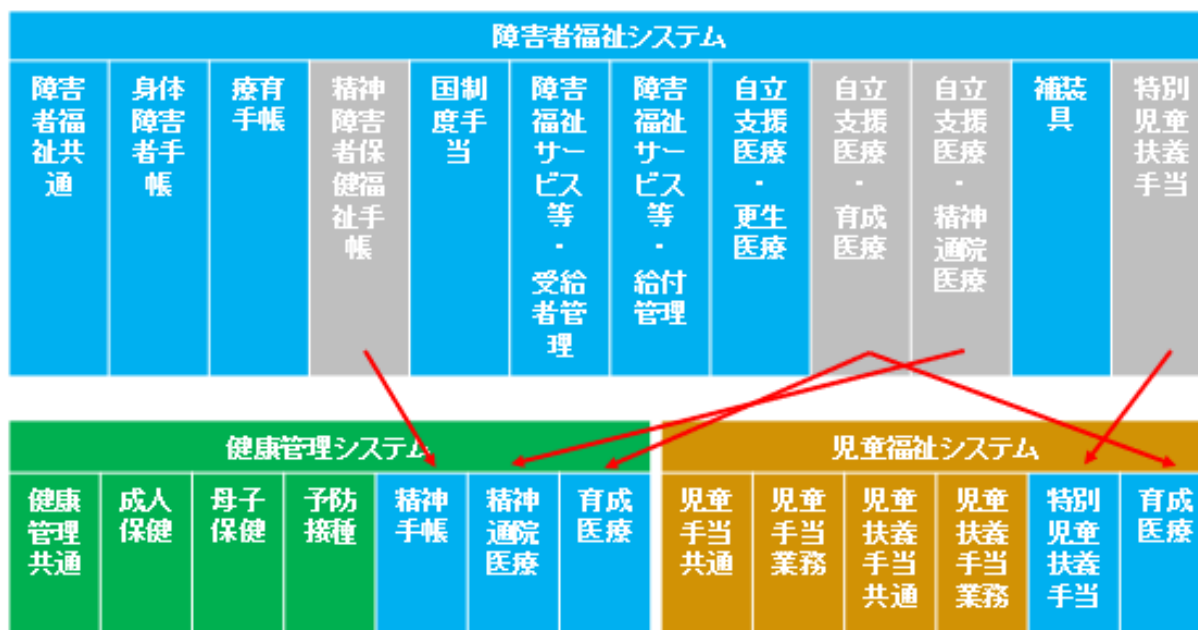 障害者福祉システム
障害
者福
祉共
通
身体
障害
者手
帳
療育
手帳
精神
障害
者保
健福
祉手
帳
国制
度手
当
障害
福祉
サー
ビス
等
・
受給
者管
理
障害
福祉
サー
ビス
等
・
給付
管理
自立
支援
医療
・
更生
医療
自立
支援
医療
・
育成
医療
自立
支援
医療
・
精神
通院
医療
補装
具
特別
児童
扶養
手当
健康管理システム
健康
管理
共通
成人
保健
母子
保健
予防
接種
精神
手帳
精神
通院
医療
育成
医療
児童福祉システム
児童
手当
共通
児童
手当
業務
児童
扶養
手当
共通
児童
扶養
手当
業務
特別
児童
扶養
手当
育成
医療